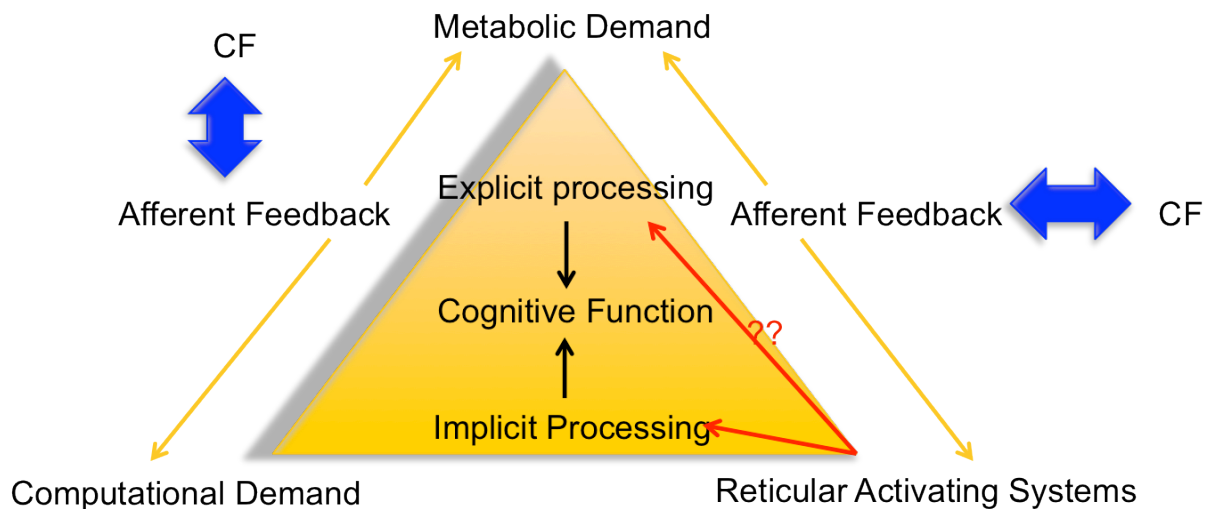 Metabolic Demand
CF
Explicit processing
Afferent Feedback
Afferent Feedback
CF
Cognitive Function
??
Implicit Processing
Computational Demand
Reticular Activating Systems